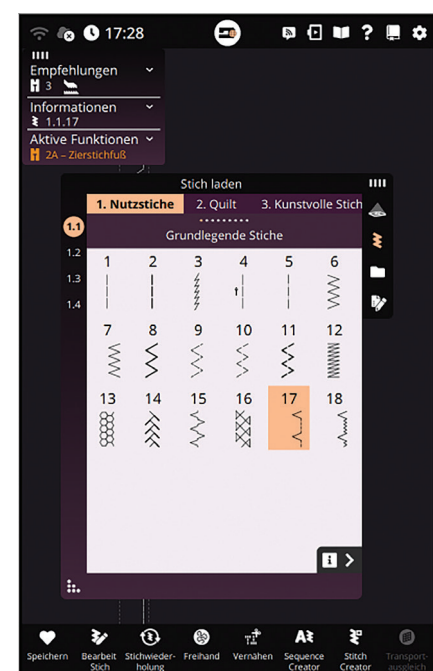 17:28
?
Empfehlungen
3
Informationen
1.1.17
Aktive Funktionen
2A – Zierstichfuß
Stich laden
1. Nutzstiche 2. Quilt 3. Kunstvolle Stich
1.1 Grundlegende Stiche
1.2
1.3
1.4
1 2 3 4 5 6
7 8 9 10 11 12
13 14 15 16 17 18
Speichern Bearbeit Stichwieder- Freihand Vernähen Sequence Stitch Transport-
Stich holung Creator Creator ausgleich